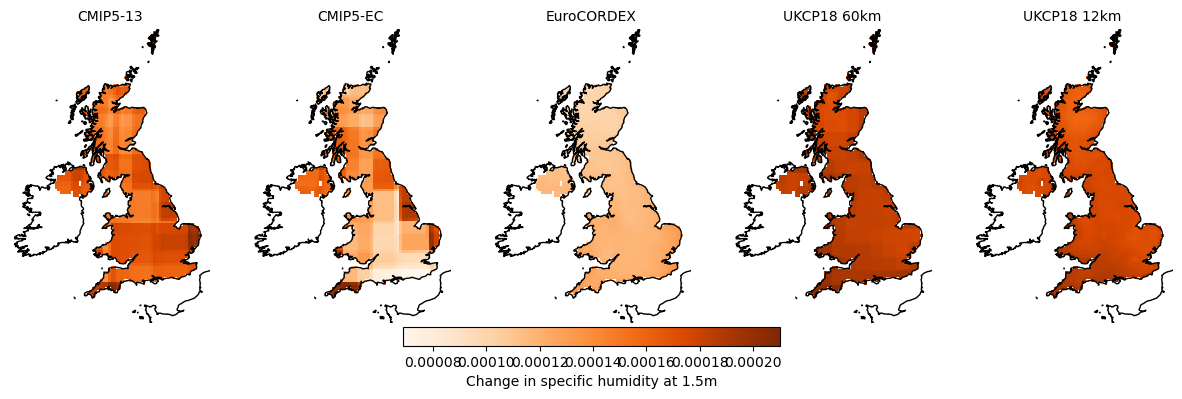 CMIP5-13 CMIP5-EC EuroCORDEX UKCP18 60km UKCP18 12km
0.00008 0.00010 0.00012 0.00014 0.00016 0.00018 0.00020
Change in specific humidity at 1.5m